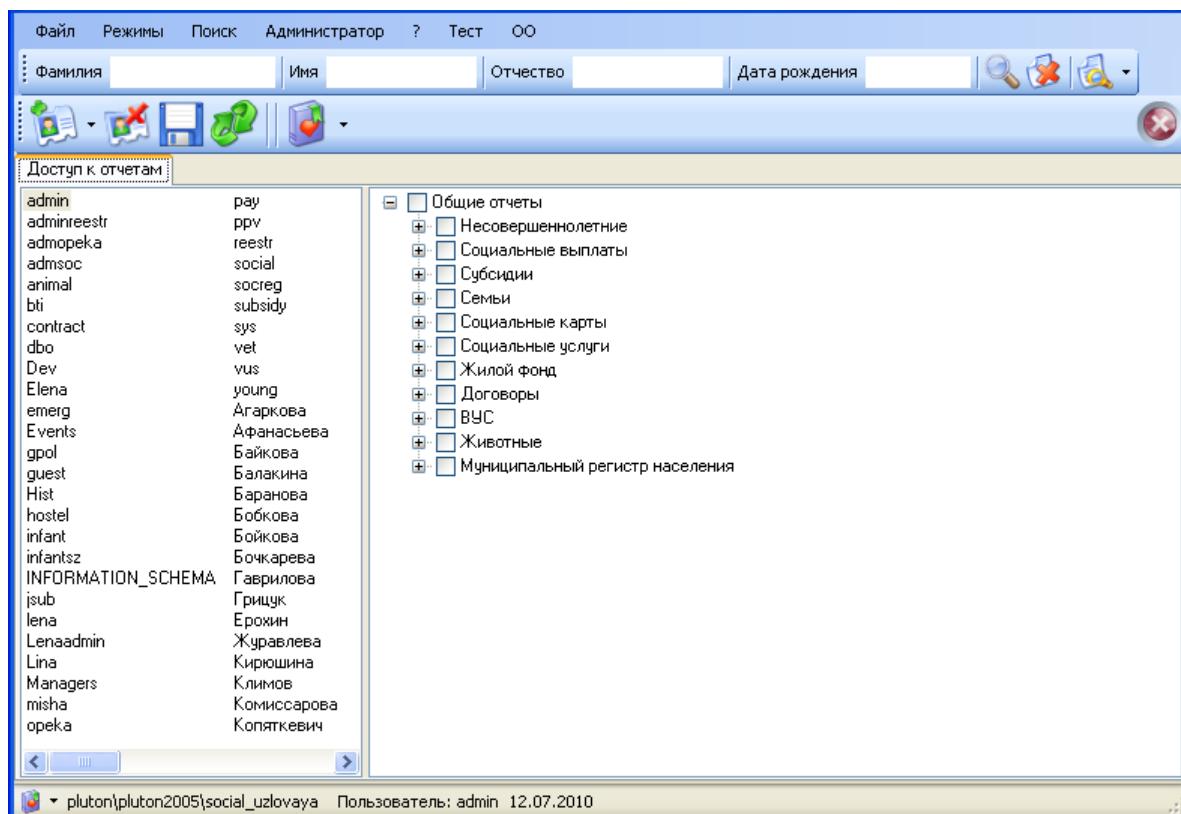 Файл Режимы Поиск Администратор ? Тест ОО
Фамилия Имя Отчество Дата рождения
Доступ к отчетам
admin
adminreestr
admopeka
admsoc
animal
bti
contract
dbo
Dev
Elena
emerg
Events
gpol
guest
Hist
hostel
infant
infantsz
INFORMATION_SCHEMA
jsub
lena
Lenaadmin
Lina
Managers
misha
opeka
pay
ppv
reestr
social
socreg
subsidy
sys
vet
vus
young
Агаркова
Афанасьева
Байкова
Балакина
Баранова
Бобкова
Бойкова
Бочкарева
Гаврилова
Грицук
Ерохин
Журавлева
Кирюшина
Климов
Комиссарова
Копяткевич
Общие отчеты
Несовершеннолетние
Социальные выплаты
Субсидии
Семьи
Социальные карты
Социальные услуги
Жилой фонд
Договоры
ВУС
Животные
Муниципальный регистр населения
pluton\pluton2005\social_uzlovaya Пользователь: admin 12.07.2010